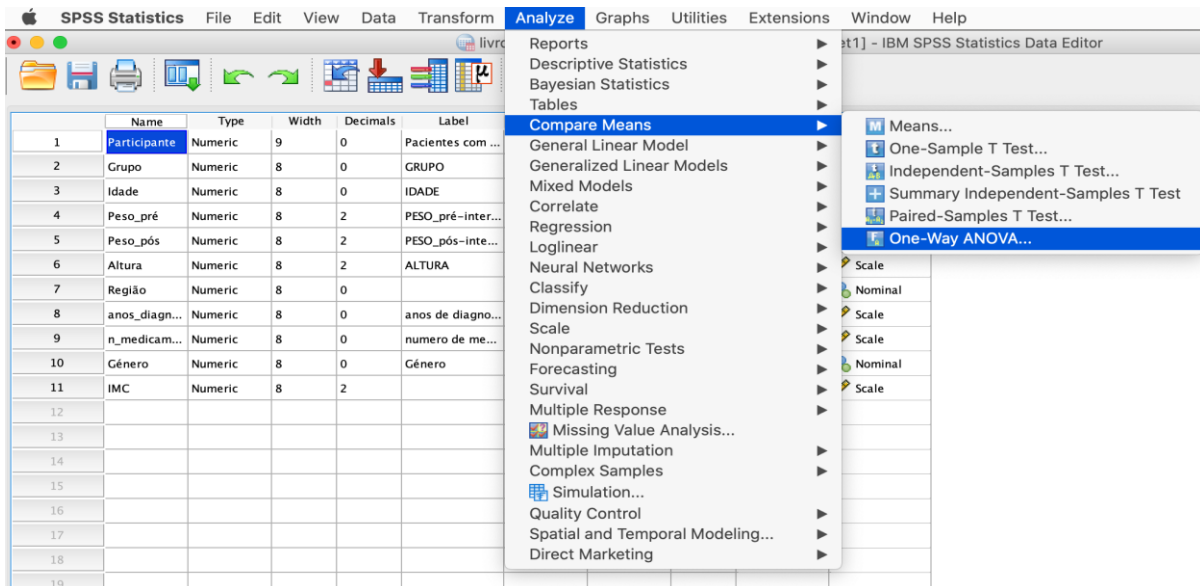 SPSS Statistics File Edit View Data Transform Analyze Graphs Utilities Extensions Window Help
livro
et1] - IBM SPSS Statistics Data Editor
Name Type Width Decimals Label
1 Participante Numeric 9 0 Pacientes com ...
2 Grupo Numeric 8 0 GRUPO
3 Idade Numeric 8 0 IDADE
4 Peso_pré Numeric 8 2 PESO_pré-inter...
5 Peso_pós Numeric 8 2 PESO_pós-inte...
6 Altura Numeric 8 2 ALTURA Scale
7 Região Numeric 8 0 Nominal
8 anos_diagn... Numeric 8 0 anos de diagno... Scale
9 n_medicam... Numeric 8 0 numero de me... Scale
10 Género Numeric 8 0 Género Nominal
11 IMC Numeric 8 2 Scale
12
13
14
15
16
17
18
19
Reports
Descriptive Statistics
Bayesian Statistics
Tables
Compare Means
General Linear Model
Generalized Linear Models
Mixed Models
Correlate
Regression
Loglinear
Neural Networks
Classify
Dimension Reduction
Scale
Nonparametric Tests
Forecasting
Survival
Multiple Response
Missing Value Analysis...
Multiple Imputation
Complex Samples
Simulation...
Quality Control
Spatial and Temporal Modeling...
Direct Marketing
Means...
One-Sample T Test...
Independent-Samples T Test...
Summary Independent-Samples T Test
Paired-Samples T Test...
One-Way ANOVA...